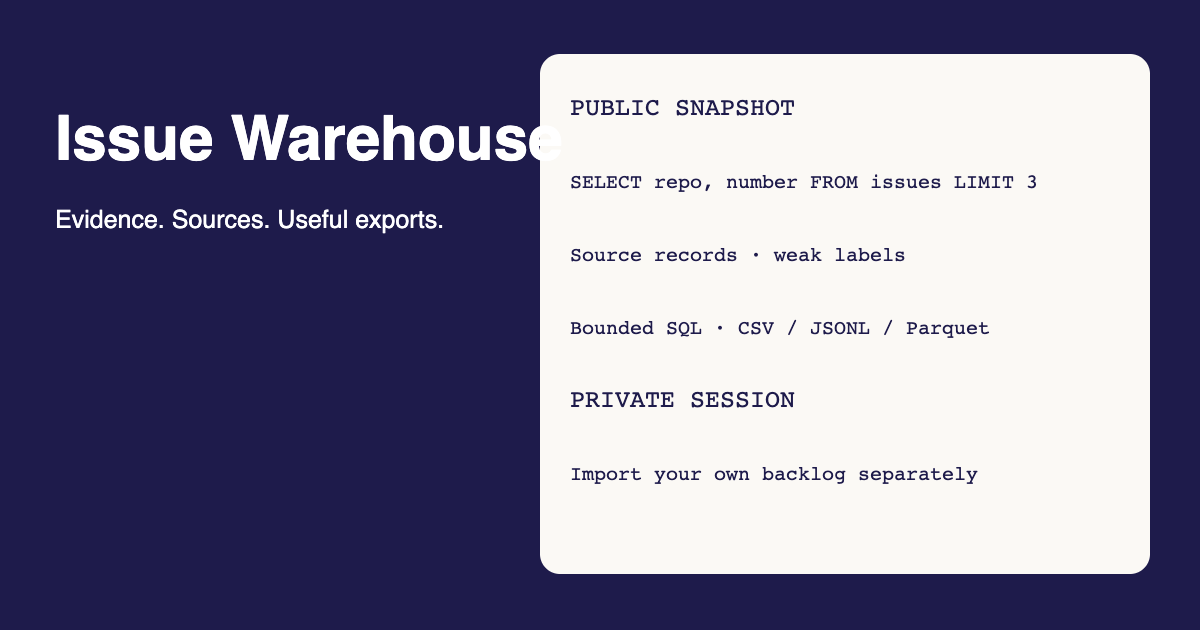 Issue Warehouse
Evidence. Sources. Useful exports.
PUBLIC SNAPSHOT
SELECT repo, number FROM issues LIMIT 3
Source records · weak labels
Bounded SQL · CSV / JSONL / Parquet
PRIVATE SESSION
Import your own backlog separately